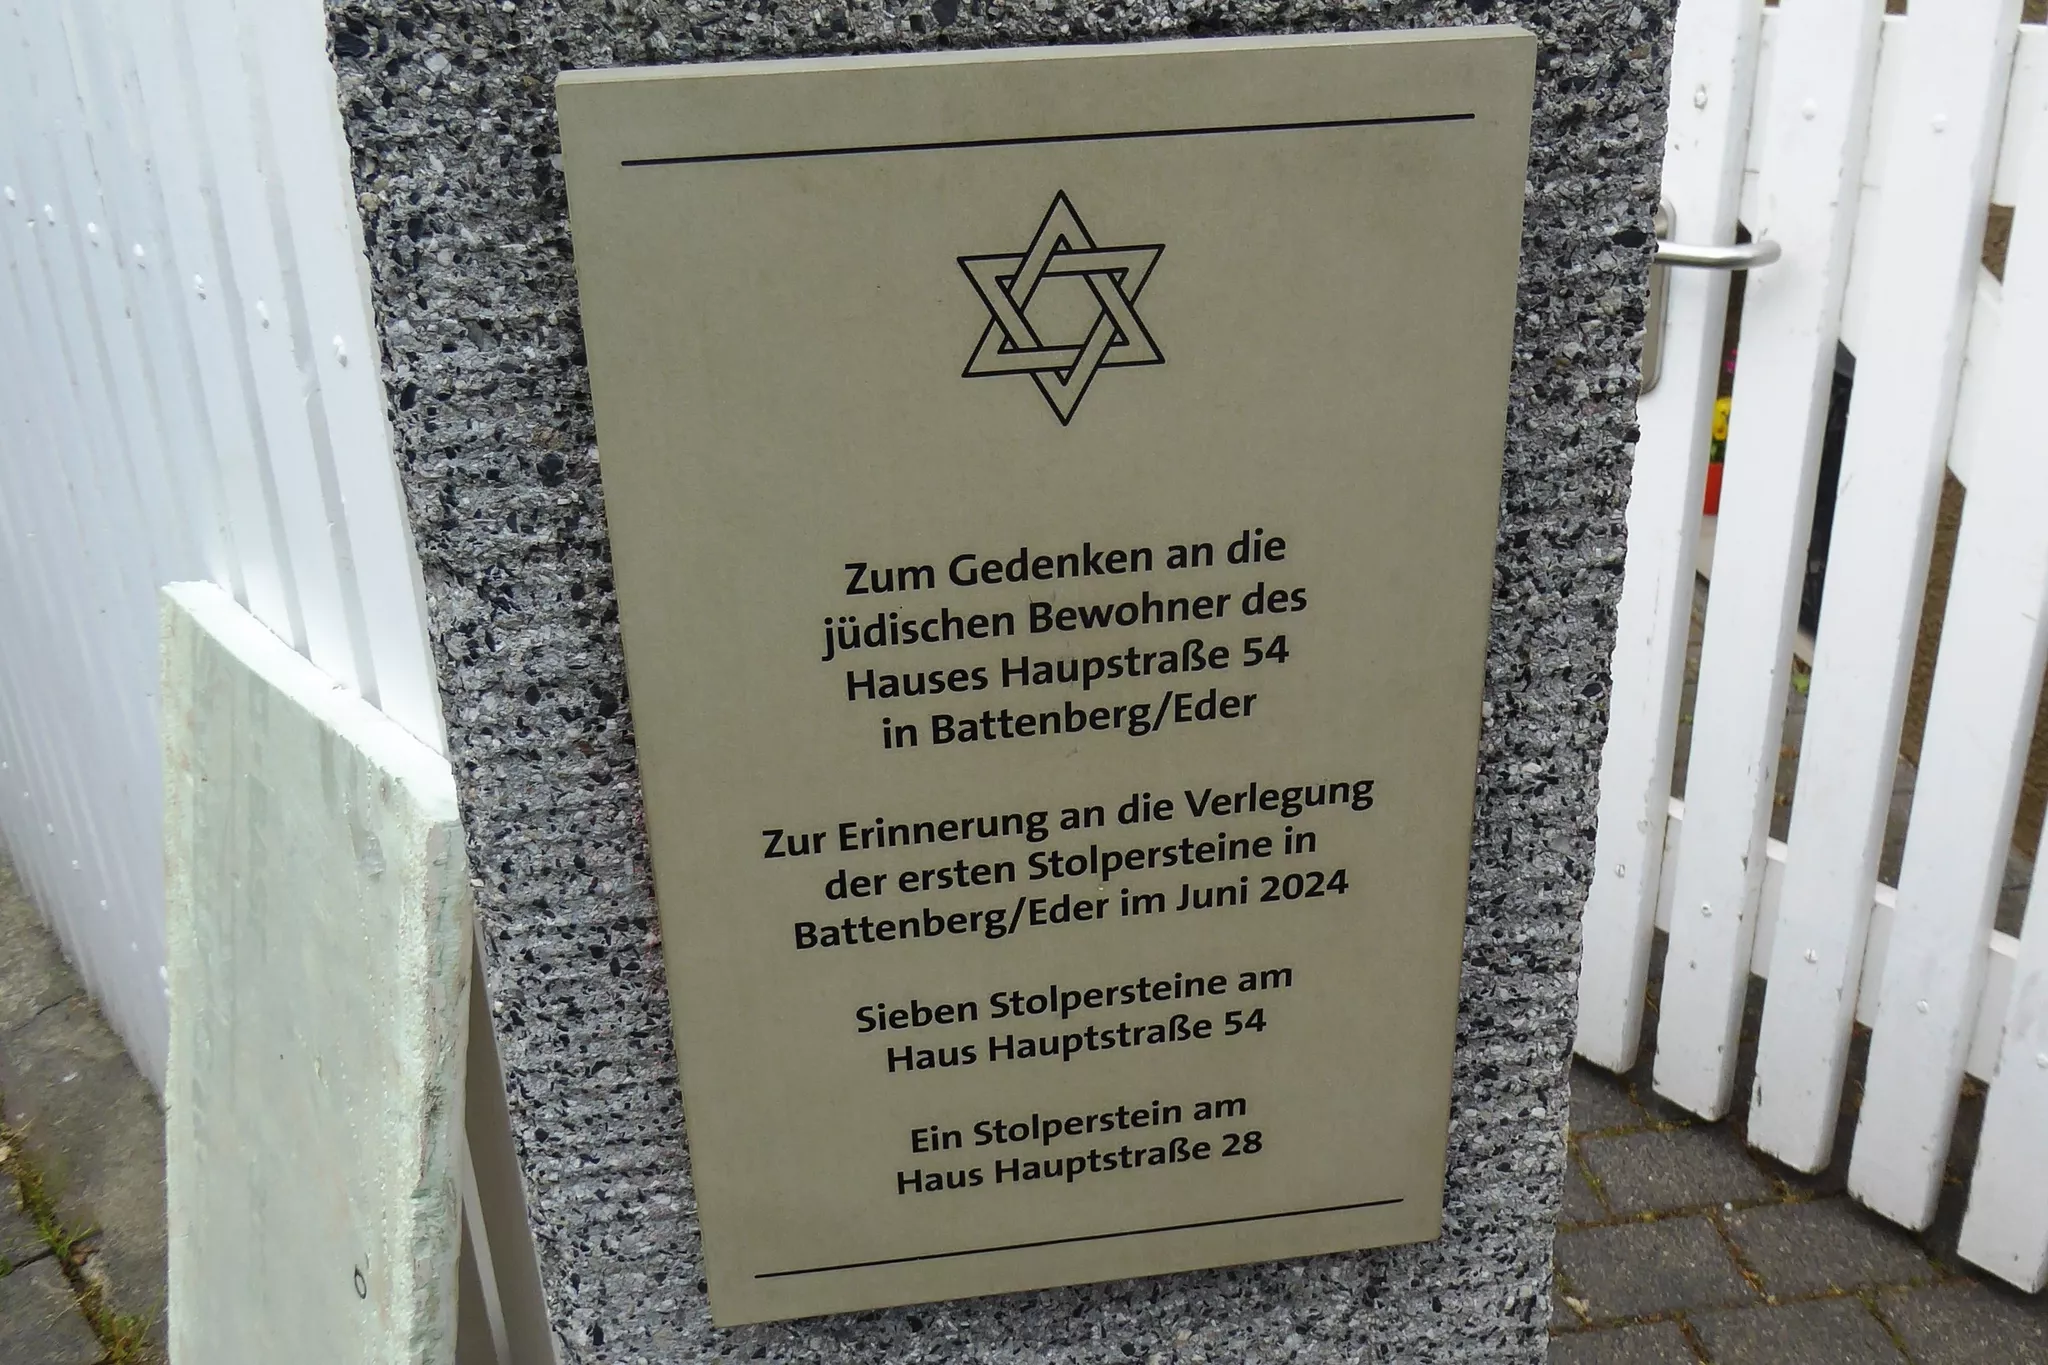 Zum Gedenken an die
jüdischen Bewohner des
Hauses Haupstraße 54
in Battenberg/Eder
Zur Erinnerung an die Verlegung
der ersten Stolpersteine in
Battenberg/Eder im Juni 2024
Sieben Stolpersteine am
Haus Hauptstraße 54
Ein Stolperstein am
Haus Hauptstraße 28